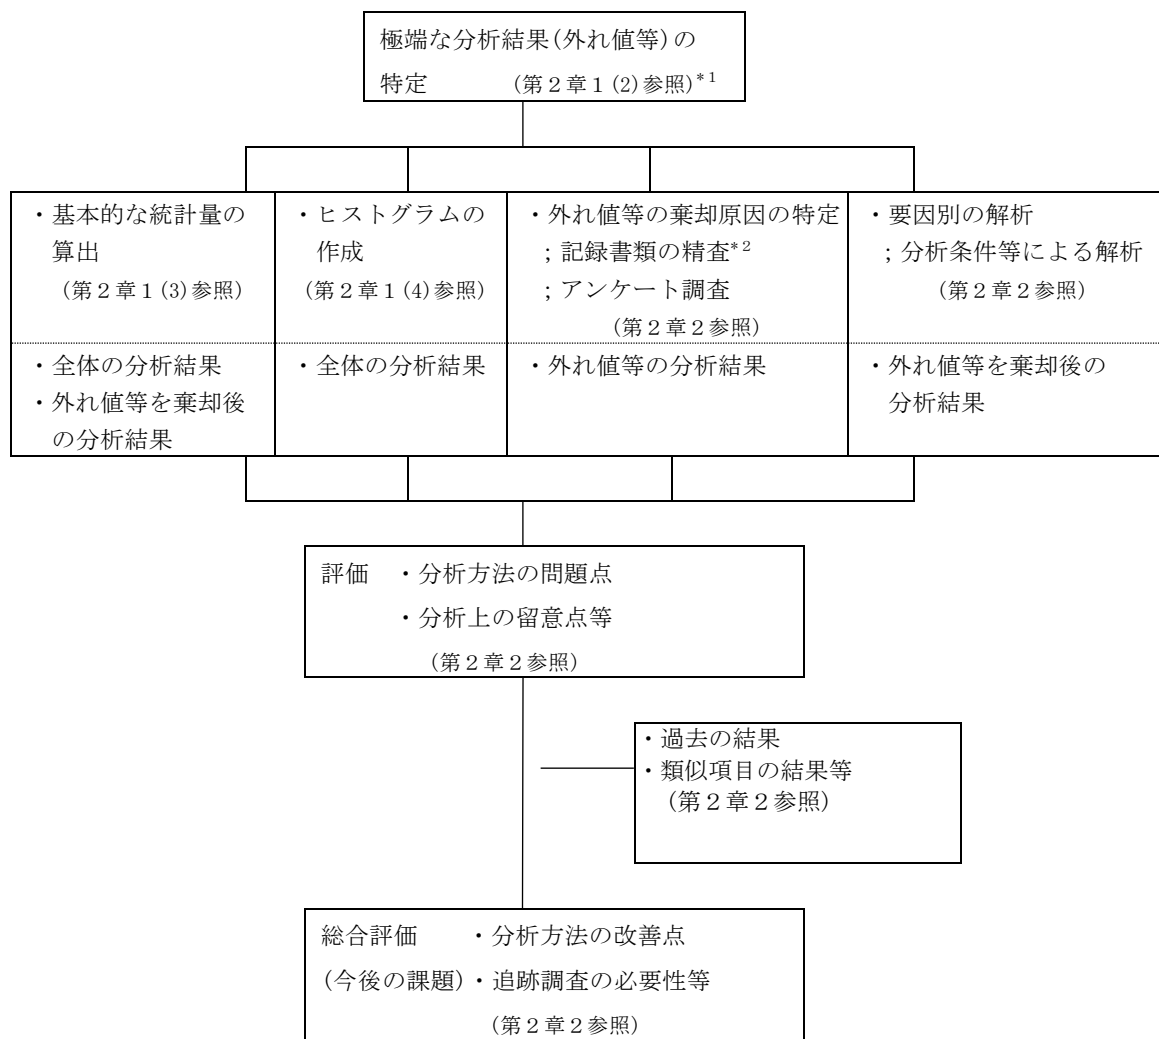 極端な分析結果(外れ値等)の
特定 (第2章1(2)参照)*1
・基本的な統計量の
算出
(第2章1(3)参照)
・全体の分析結果
・外れ値等を棄却後
の分析結果
・ヒストグラムの
作成
(第2章1(4)参照)
・全体の分析結果
・外れ値等の棄却原因の特定
;記録書類の精査*2
;アンケート調査
(第2章2参照)
・外れ値等の分析結果
・要因別の解析
;分析条件等による解析
(第2章2参照)
・外れ値等を棄却後の
分析結果
評価 ・分析方法の問題点
・分析上の留意点等
(第2章2参照)
・過去の結果
・類似項目の結果等
(第2章2参照)
総合評価 ・分析方法の改善点
(今後の課題)・追跡調査の必要性等
(第2章2参照)